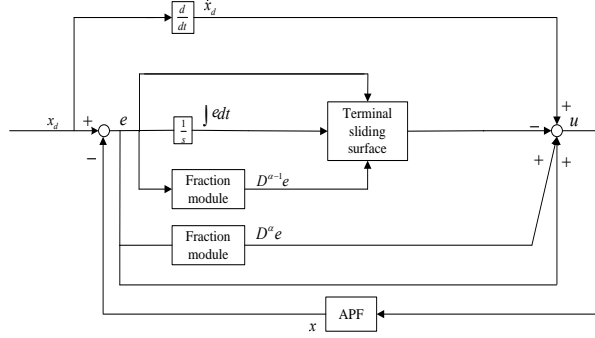 d
dt
ẋ_d
x_d
+
−
e
1
s
∫edt
Terminal
sliding
surface
−
+
u
+
+
Fraction
module
D^{α−1}e
Fraction
module
D^α e
x
APF